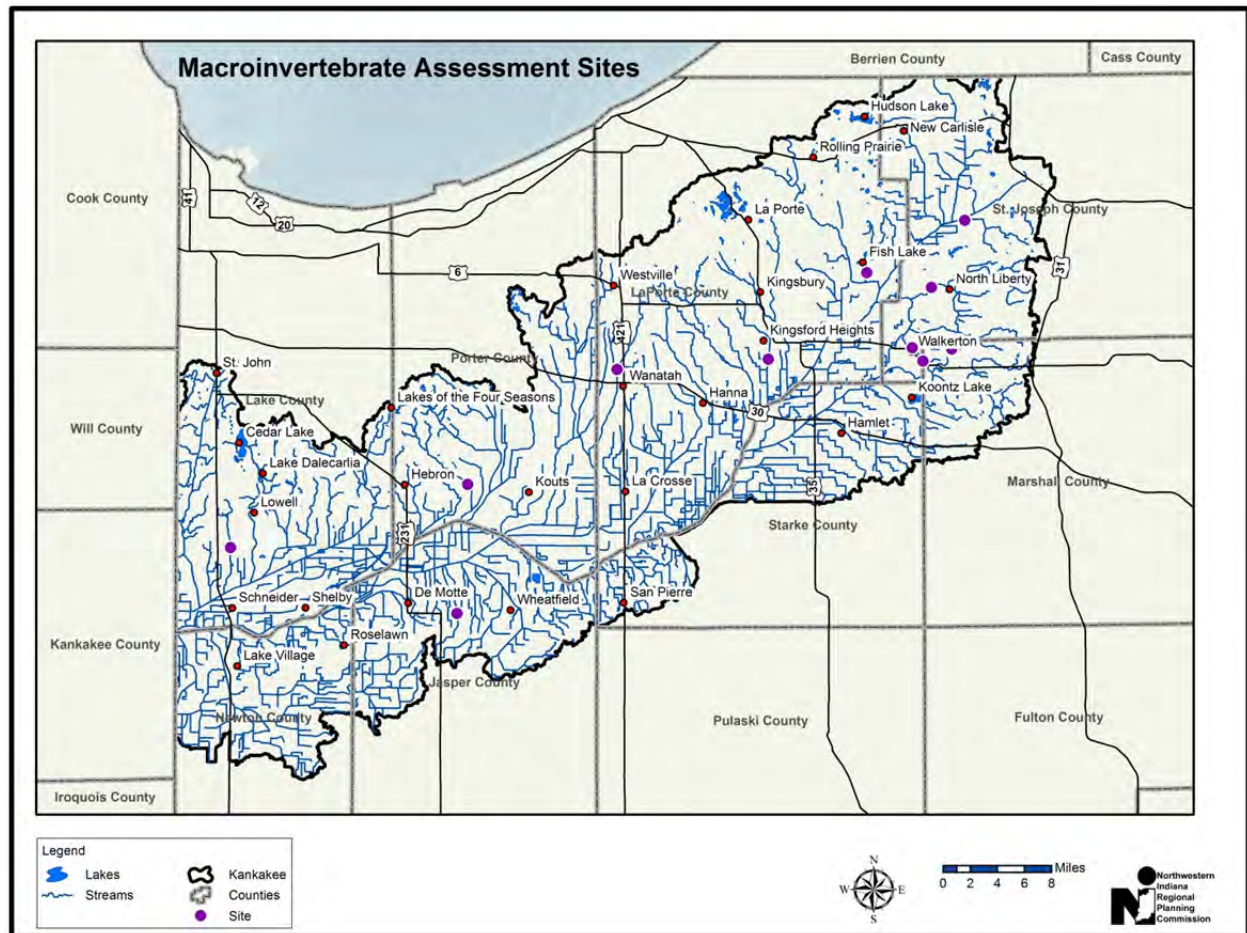 Macroinvertebrate Assessment Sites
Berrien County
Cass County
Hudson Lake
New Carlisle
Rolling Prairie
Cook County
41
12
20
La Porte
St. Joseph County
6
Westville
LaPorte County
Fish Lake
Kingsbury
North Liberty
31
421
Kingsford Heights
Walkerton
Porter County
St. John
Wanatah
Lake County
Lakes of the Four Seasons
Hanna
30
Koontz Lake
Will County
Cedar Lake
Hamlet
Lake Dalecarlia
Hebron
Kouts
La Crosse
35
Marshall County
Lowell
Starke County
231
Schneider
Shelby
De Motte
Wheatfield
San Pierre
Kankakee County
Roselawn
Lake Village
Jasper County
Newton County
Pulaski County
Fulton County
Iroquois County
Legend
Lakes
Streams
Kankakee
Counties
Site
N
W
E
S
Miles
0 2 4 6 8
Northwestern
Indiana
Regional
Planning
Commission